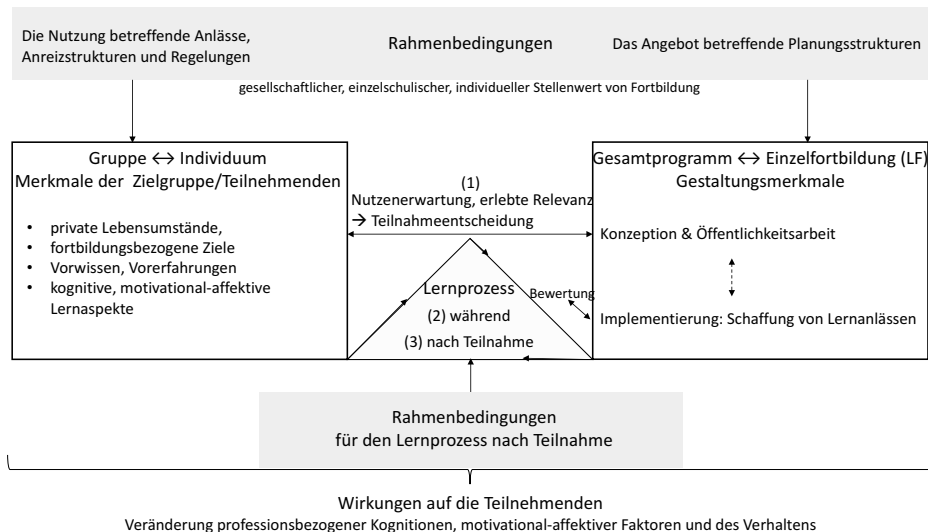 Die Nutzung betreffende Anlässe,
Anreizstrukturen und Regelungen
Rahmenbedingungen
Das Angebot betreffende Planungsstrukturen
gesellschaftlicher, einzelschulischer, individueller Stellenwert von Fortbildung
Gruppe ↔ Individuum
Merkmale der Zielgruppe/Teilnehmenden
• private Lebensumstände,
• fortbildungsbezogene Ziele
• Vorwissen, Vorerfahrungen
• kognitive, motivational-affektive
Lernaspekte
(1)
Nutzenerwartung, erlebte Relevanz
→ Teilnahmeentscheidung
Lernprozess
(2) während
(3) nach Teilnahme
Bewertung
Gesamtprogramm ↔ Einzelfortbildung (LF)
Gestaltungsmerkmale
Konzeption & Öffentlichkeitsarbeit
Implementierung: Schaffung von Lernanlässen
Rahmenbedingungen
für den Lernprozess nach Teilnahme
Wirkungen auf die Teilnehmenden
Veränderung professionsbezogener Kognitionen, motivational-affektiver Faktoren und des Verhaltens